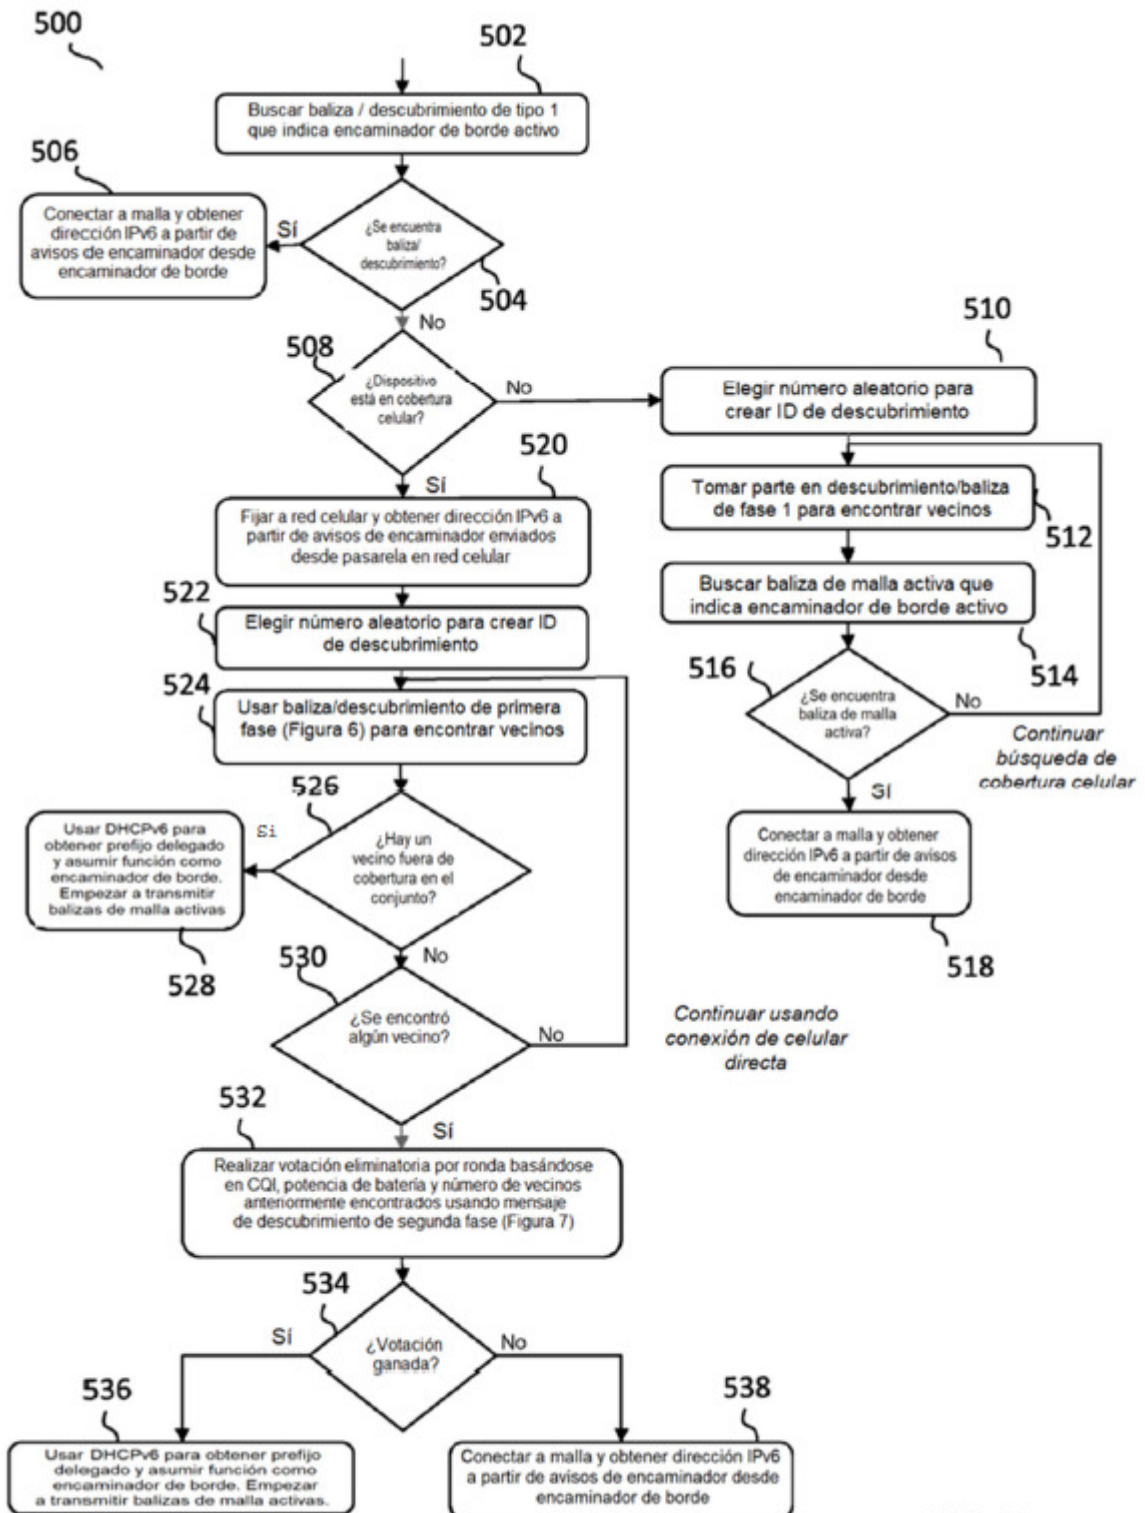 500
502
Buscar baliza / descubrimiento de tipo 1
que indica encaminador de borde activo
506
Conectar a malla y obtener
dirección IPv6 a partir de
avisos de encaminador desde
encaminador de borde
Sí
¿Se encuentra
baliza/
descubrimiento?
504
No
508
¿Dispositivo
está en cobertura
celular?
No
510
Elegir número aleatorio para
crear ID de descubrimiento
Sí
520
Fijar a red celular y obtener dirección IPv6 a
partir de avisos de encaminador enviados
desde pasarela en red celular
Tomar parte en descubrimiento/baliza
de fase 1 para encontrar vecinos
512
522
Elegir número aleatorio para crear ID
de descubrimiento
Buscar baliza de malla activa que
indica encaminador de borde activo
514
524
Usar baliza/descubrimiento de primera
fase (Figura 6) para encontrar vecinos
516
¿Se encuentra
baliza de malla
activa?
No
Continuar
búsqueda de
cobertura celular
Sí
526
¿Hay un
vecino fuera de
cobertura en el
conjunto?
Si
Usar DHCPv6 para
obtener prefijo delegado
y asumir función como
encaminador de borde.
Empezar a transmitir
balizas de malla activas
528
Conectar a malla y obtener
dirección IPv6 a partir de avisos
de encaminador desde
encaminador de borde
518
No
530
¿Se encontró
algún vecino?
No
Continuar usando
conexión de celular
directa
Sí
532
Realizar votación eliminatoria por ronda basándose
en CQI, potencia de batería y número de vecinos
anteriormente encontrados usando mensaje
de descubrimiento de segunda fase (Figura 7)
534
¿Votación
ganada?
Sí
No
536
Usar DHCPv6 para obtener prefijo
delegado y asumir función como
encaminador de borde. Empezar
a transmitir balizas de malla activas.
538
Conectar a malla y obtener dirección IPv6
a partir de avisos de encaminador desde
encaminador de borde